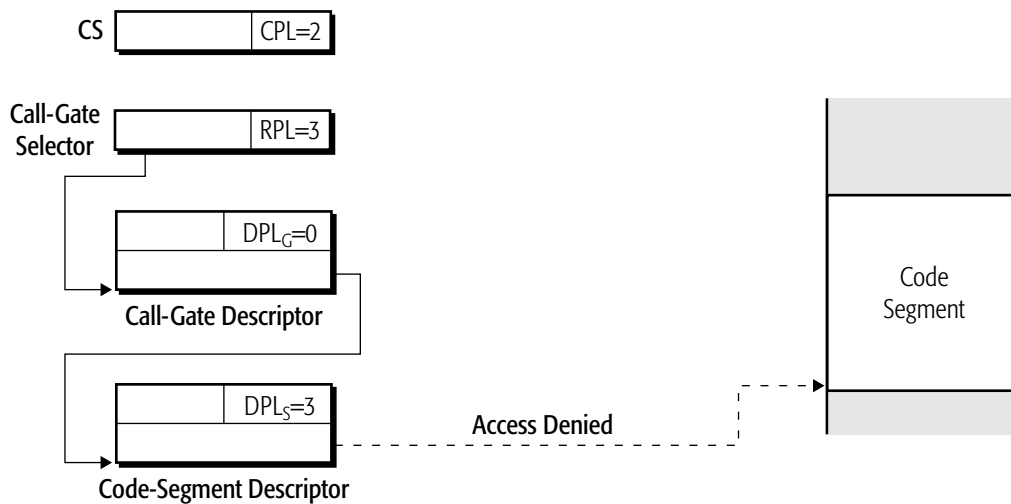 CS
CPL=2
Call-Gate
Selector
RPL=3
DPLG=0
Call-Gate Descriptor
DPLS=3
Code-Segment Descriptor
Access Denied
Code
Segment